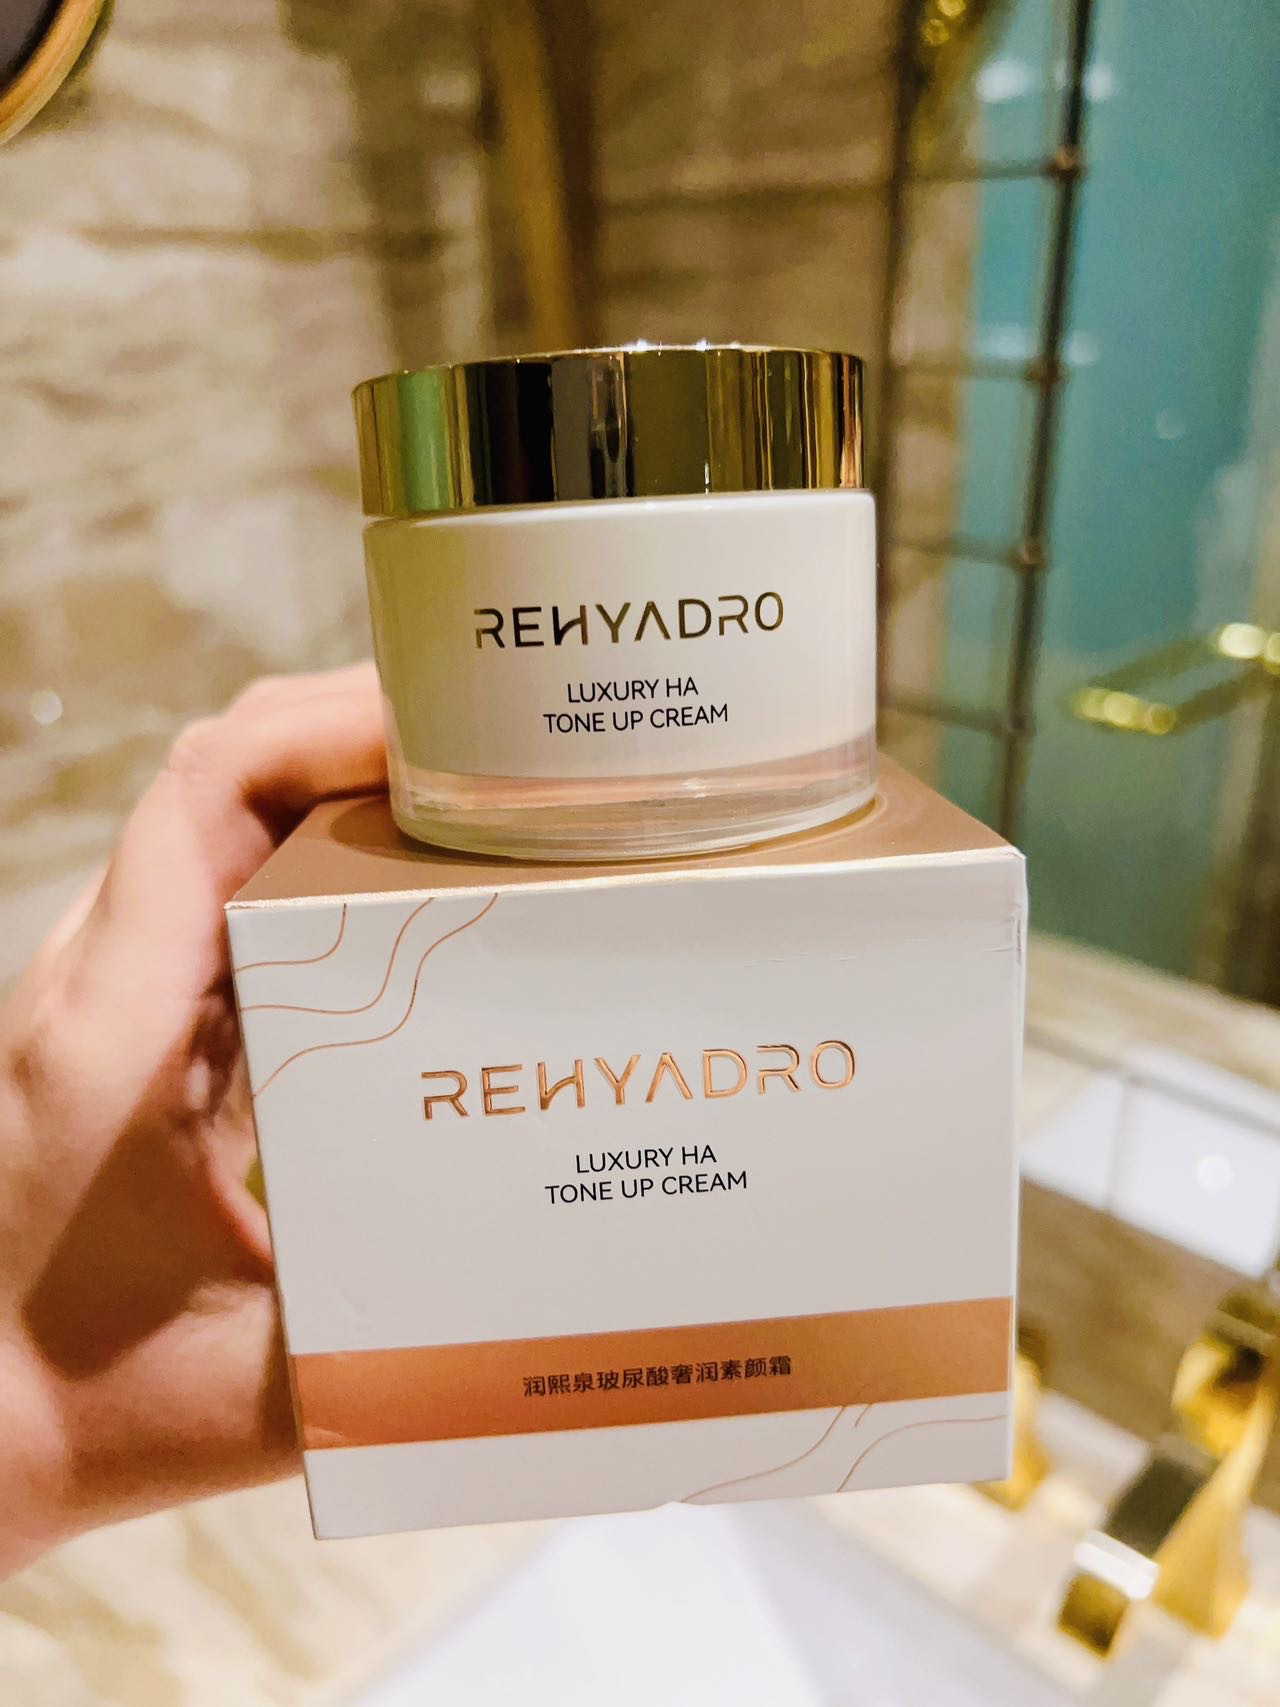 REHYADRO
LUXURY HA
TONE UP CREAM
REHYADRO
LUXURY HA
TONE UP CREAM
润熙泉玻尿酸奢润素颜霜